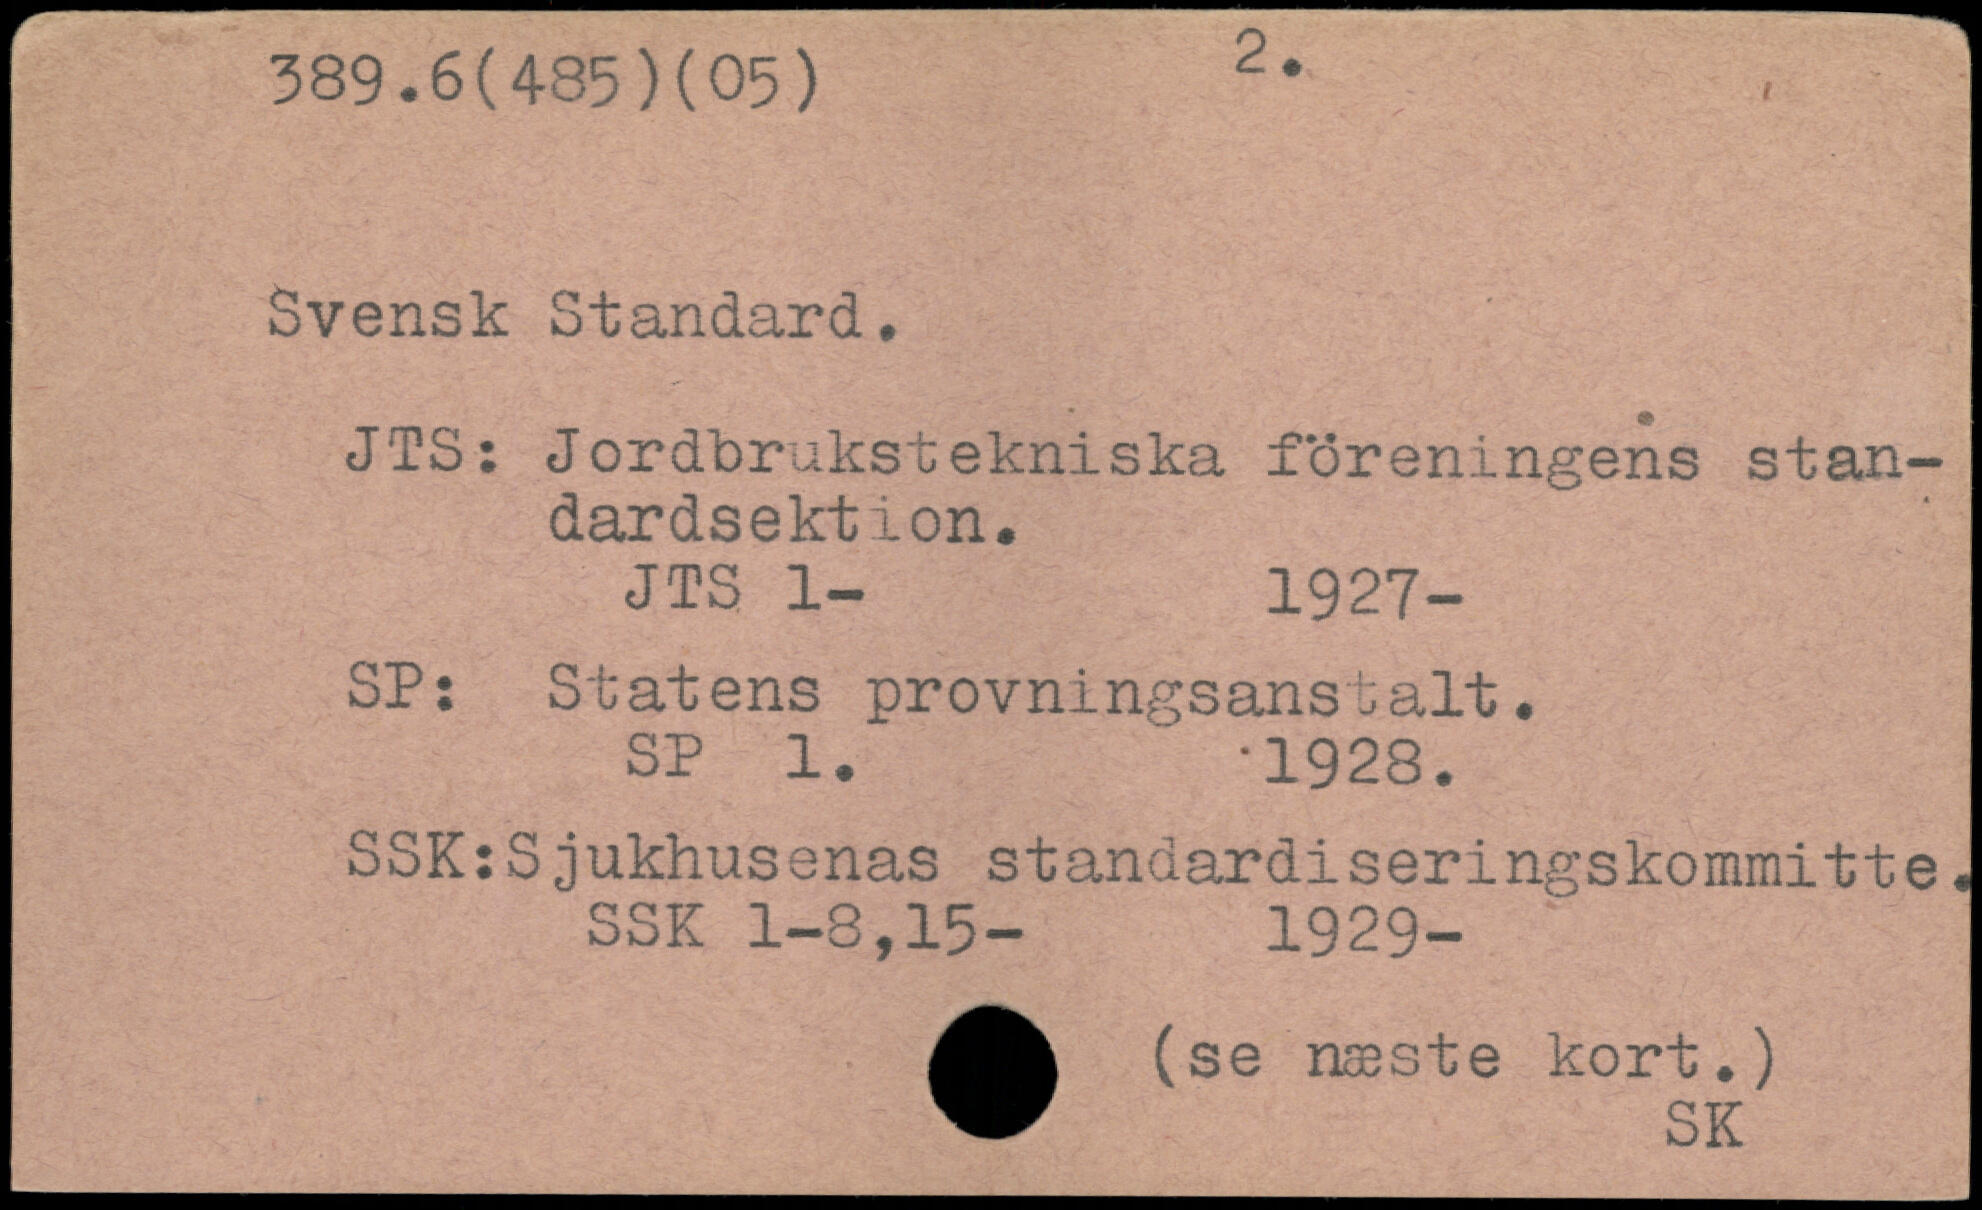 389.6(485)(05) 2.
Svensk Standard.
JTS: Jordbrukstekniska föreningens stan-
dardsektion.
JTS 1- 1927-
SP: Statens provningsanstalt.
SP 1. 1928.
SSK:Sjukhusenas standardiseringskommitte.
SSK 1-8,15- 1929-
(se næste kort.)
SK